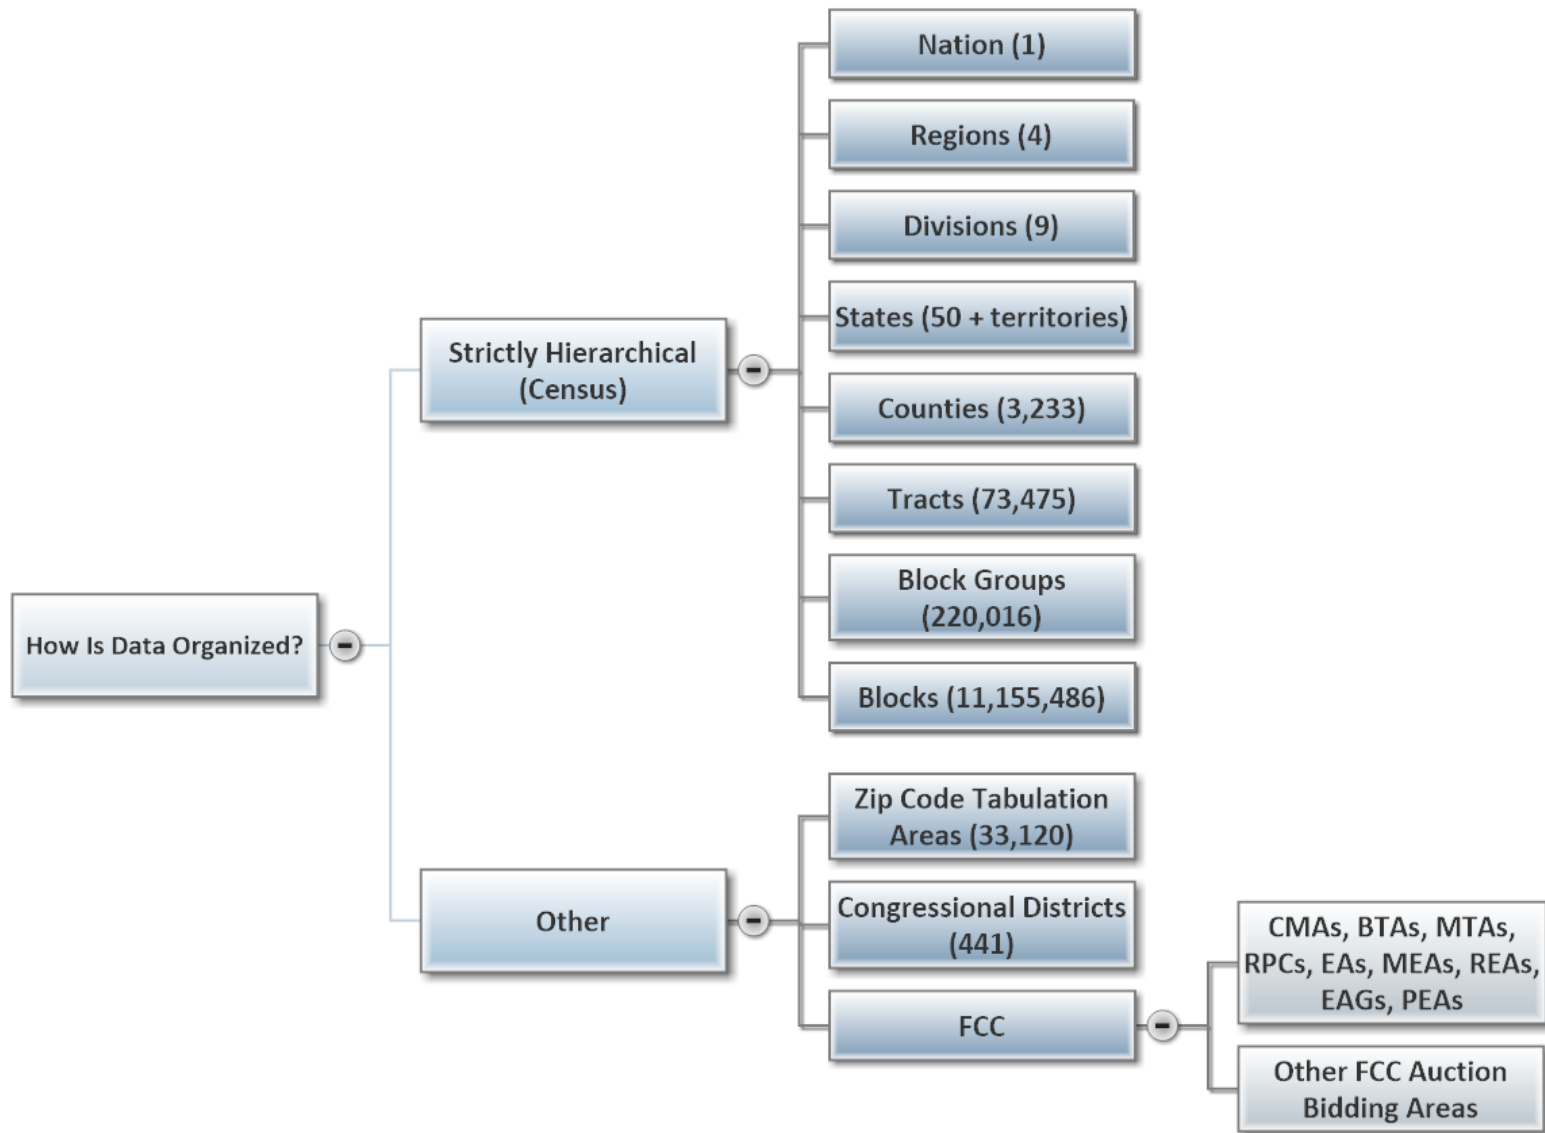 How Is Data Organized?
Strictly Hierarchical
(Census)
Nation (1)
Regions (4)
Divisions (9)
States (50 + territories)
Counties (3,233)
Tracts (73,475)
Block Groups
(220,016)
Blocks (11,155,486)
Other
Zip Code Tabulation
Areas (33,120)
Congressional Districts
(441)
FCC
CMAs, BTAs, MTAs,
RPCs, EAs, MEAs, REAs,
EAGs, PEAs
Other FCC Auction
Bidding Areas